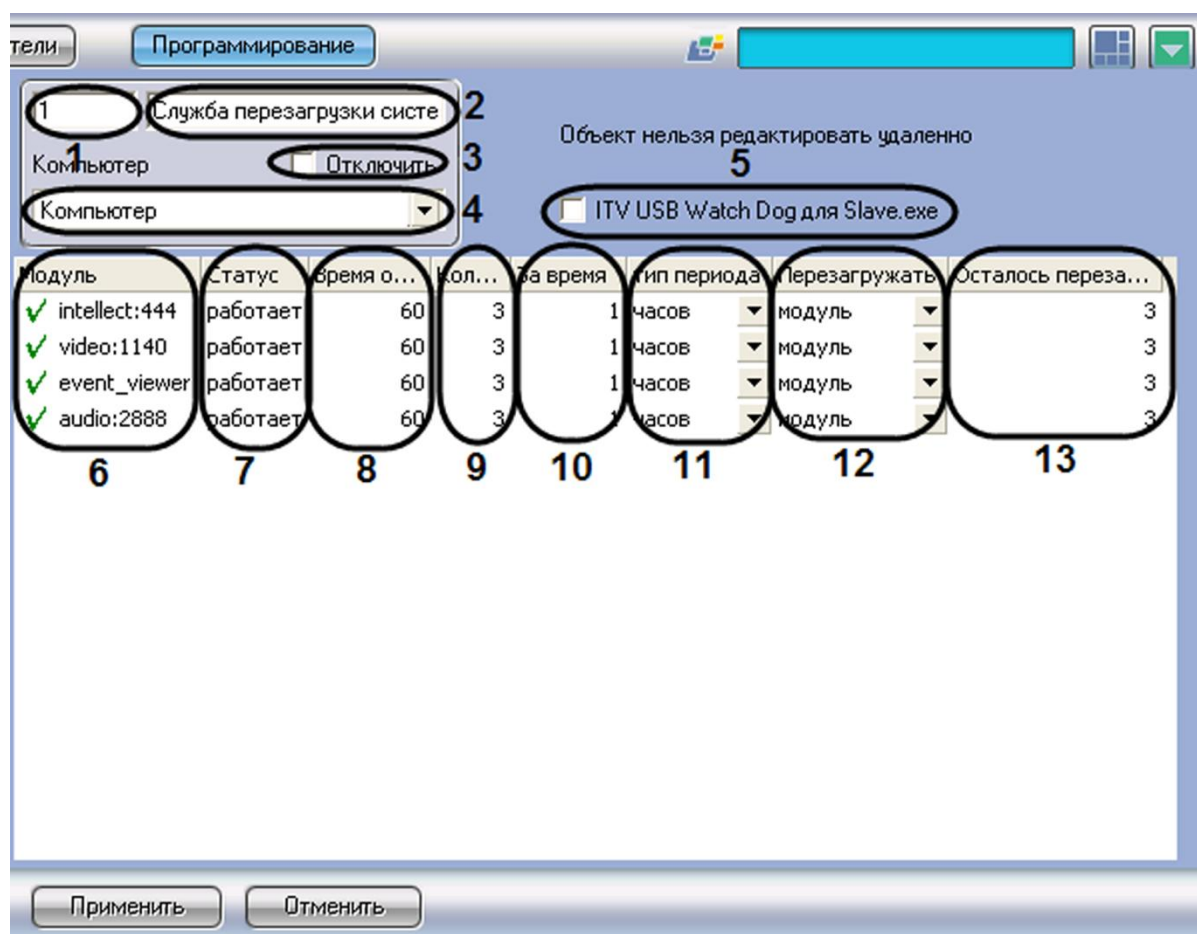 тели Программирование
1 Служба перезагрузки систе 2
Объект нельзя редактировать удаленно
1
Компьютер Отключить 3
5
Компьютер 4
ITV USB Watch Dog для Slave.exe
Модуль Статус Время о... Кол... За время Тип периода Перезагружать Осталось переза...
intellect:444 работает 60 3 1 часов модуль 3
video:1140 работает 60 3 1 часов модуль 3
event_viewer работает 60 3 1 часов модуль 3
audio:2888 работает 60 3 1 часов модуль 3
6 7 8 9 10 11 12 13
Применить Отменить